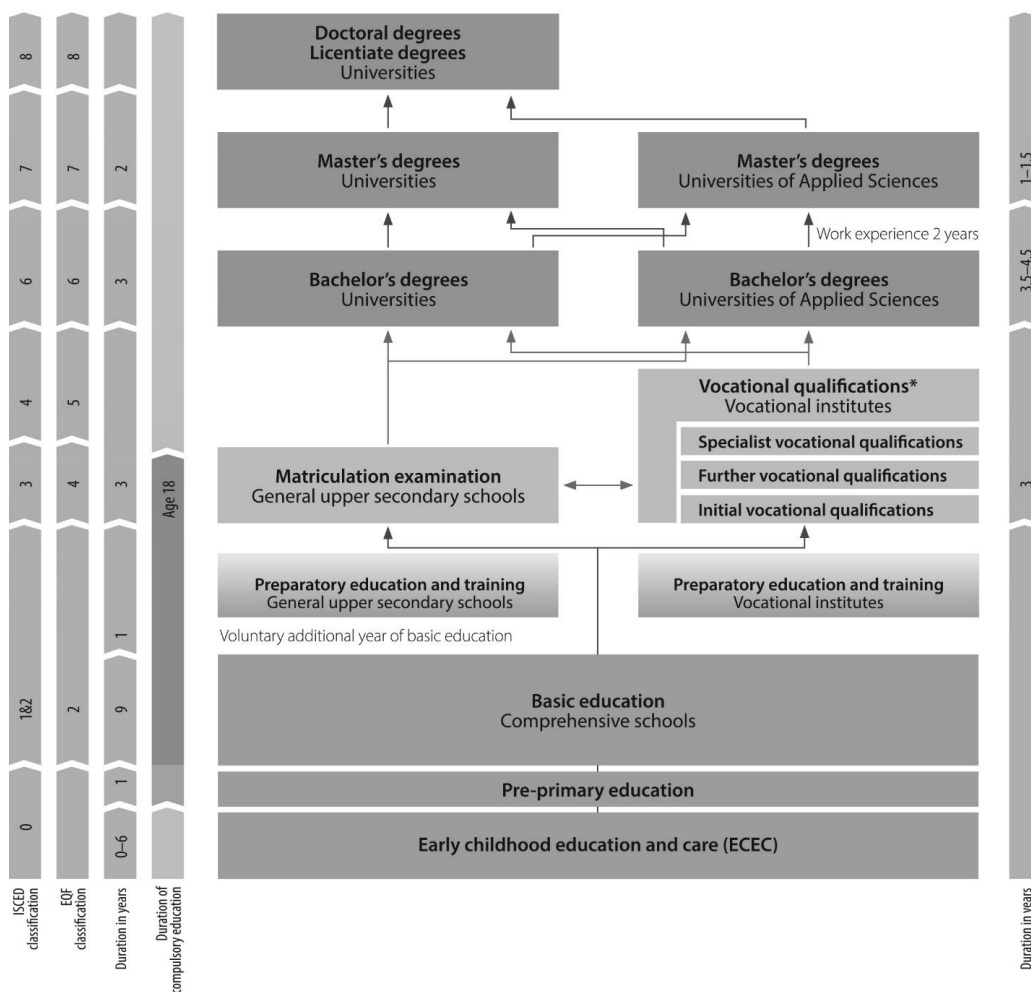 Doctoral degrees
Licentiate degrees
Universities
Master's degrees
Universities
Master's degrees
Universities of Applied Sciences
Work experience 2 years
Bachelor's degrees
Universities
Bachelor's degrees
Universities of Applied Sciences
Vocational qualifications*
Vocational institutes
Specialist vocational qualifications
Further vocational qualifications
Initial vocational qualifications
Matriculation examination
General upper secondary schools
Preparatory education and training
General upper secondary schools
Preparatory education and training
Vocational institutes
Voluntary additional year of basic education
Basic education
Comprehensive schools
Pre-primary education
Early childhood education and care (ECEC)
8
7
6
4
3
1&2
0
ISCED
classification
8
7
6
5
4
2
EQF
classification
2
3
3
1
9
1
0–6
Duration in years
Age 18
Duration of
compulsory education
1–1.5
3.5–4.5
3
Duration in years